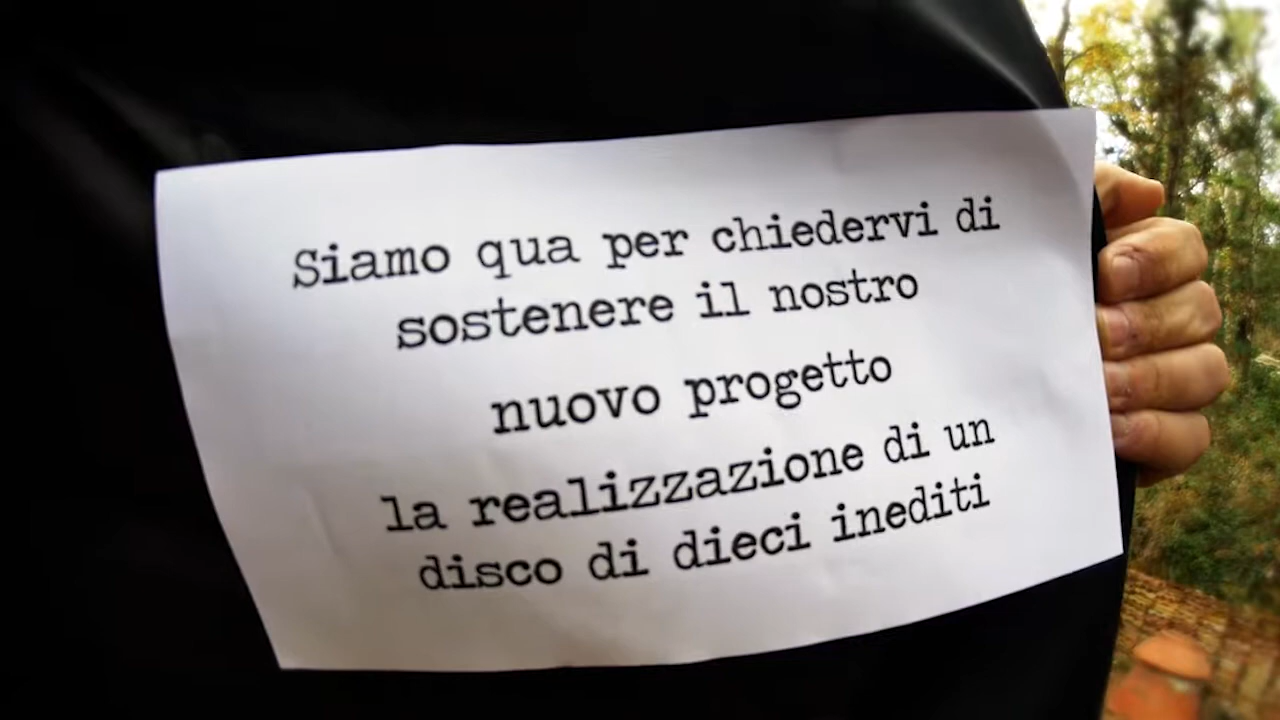 Siamo qua per chiedervi di
sostenere il nostro
nuovo progetto
la realizzazione di un
disco di dieci inediti